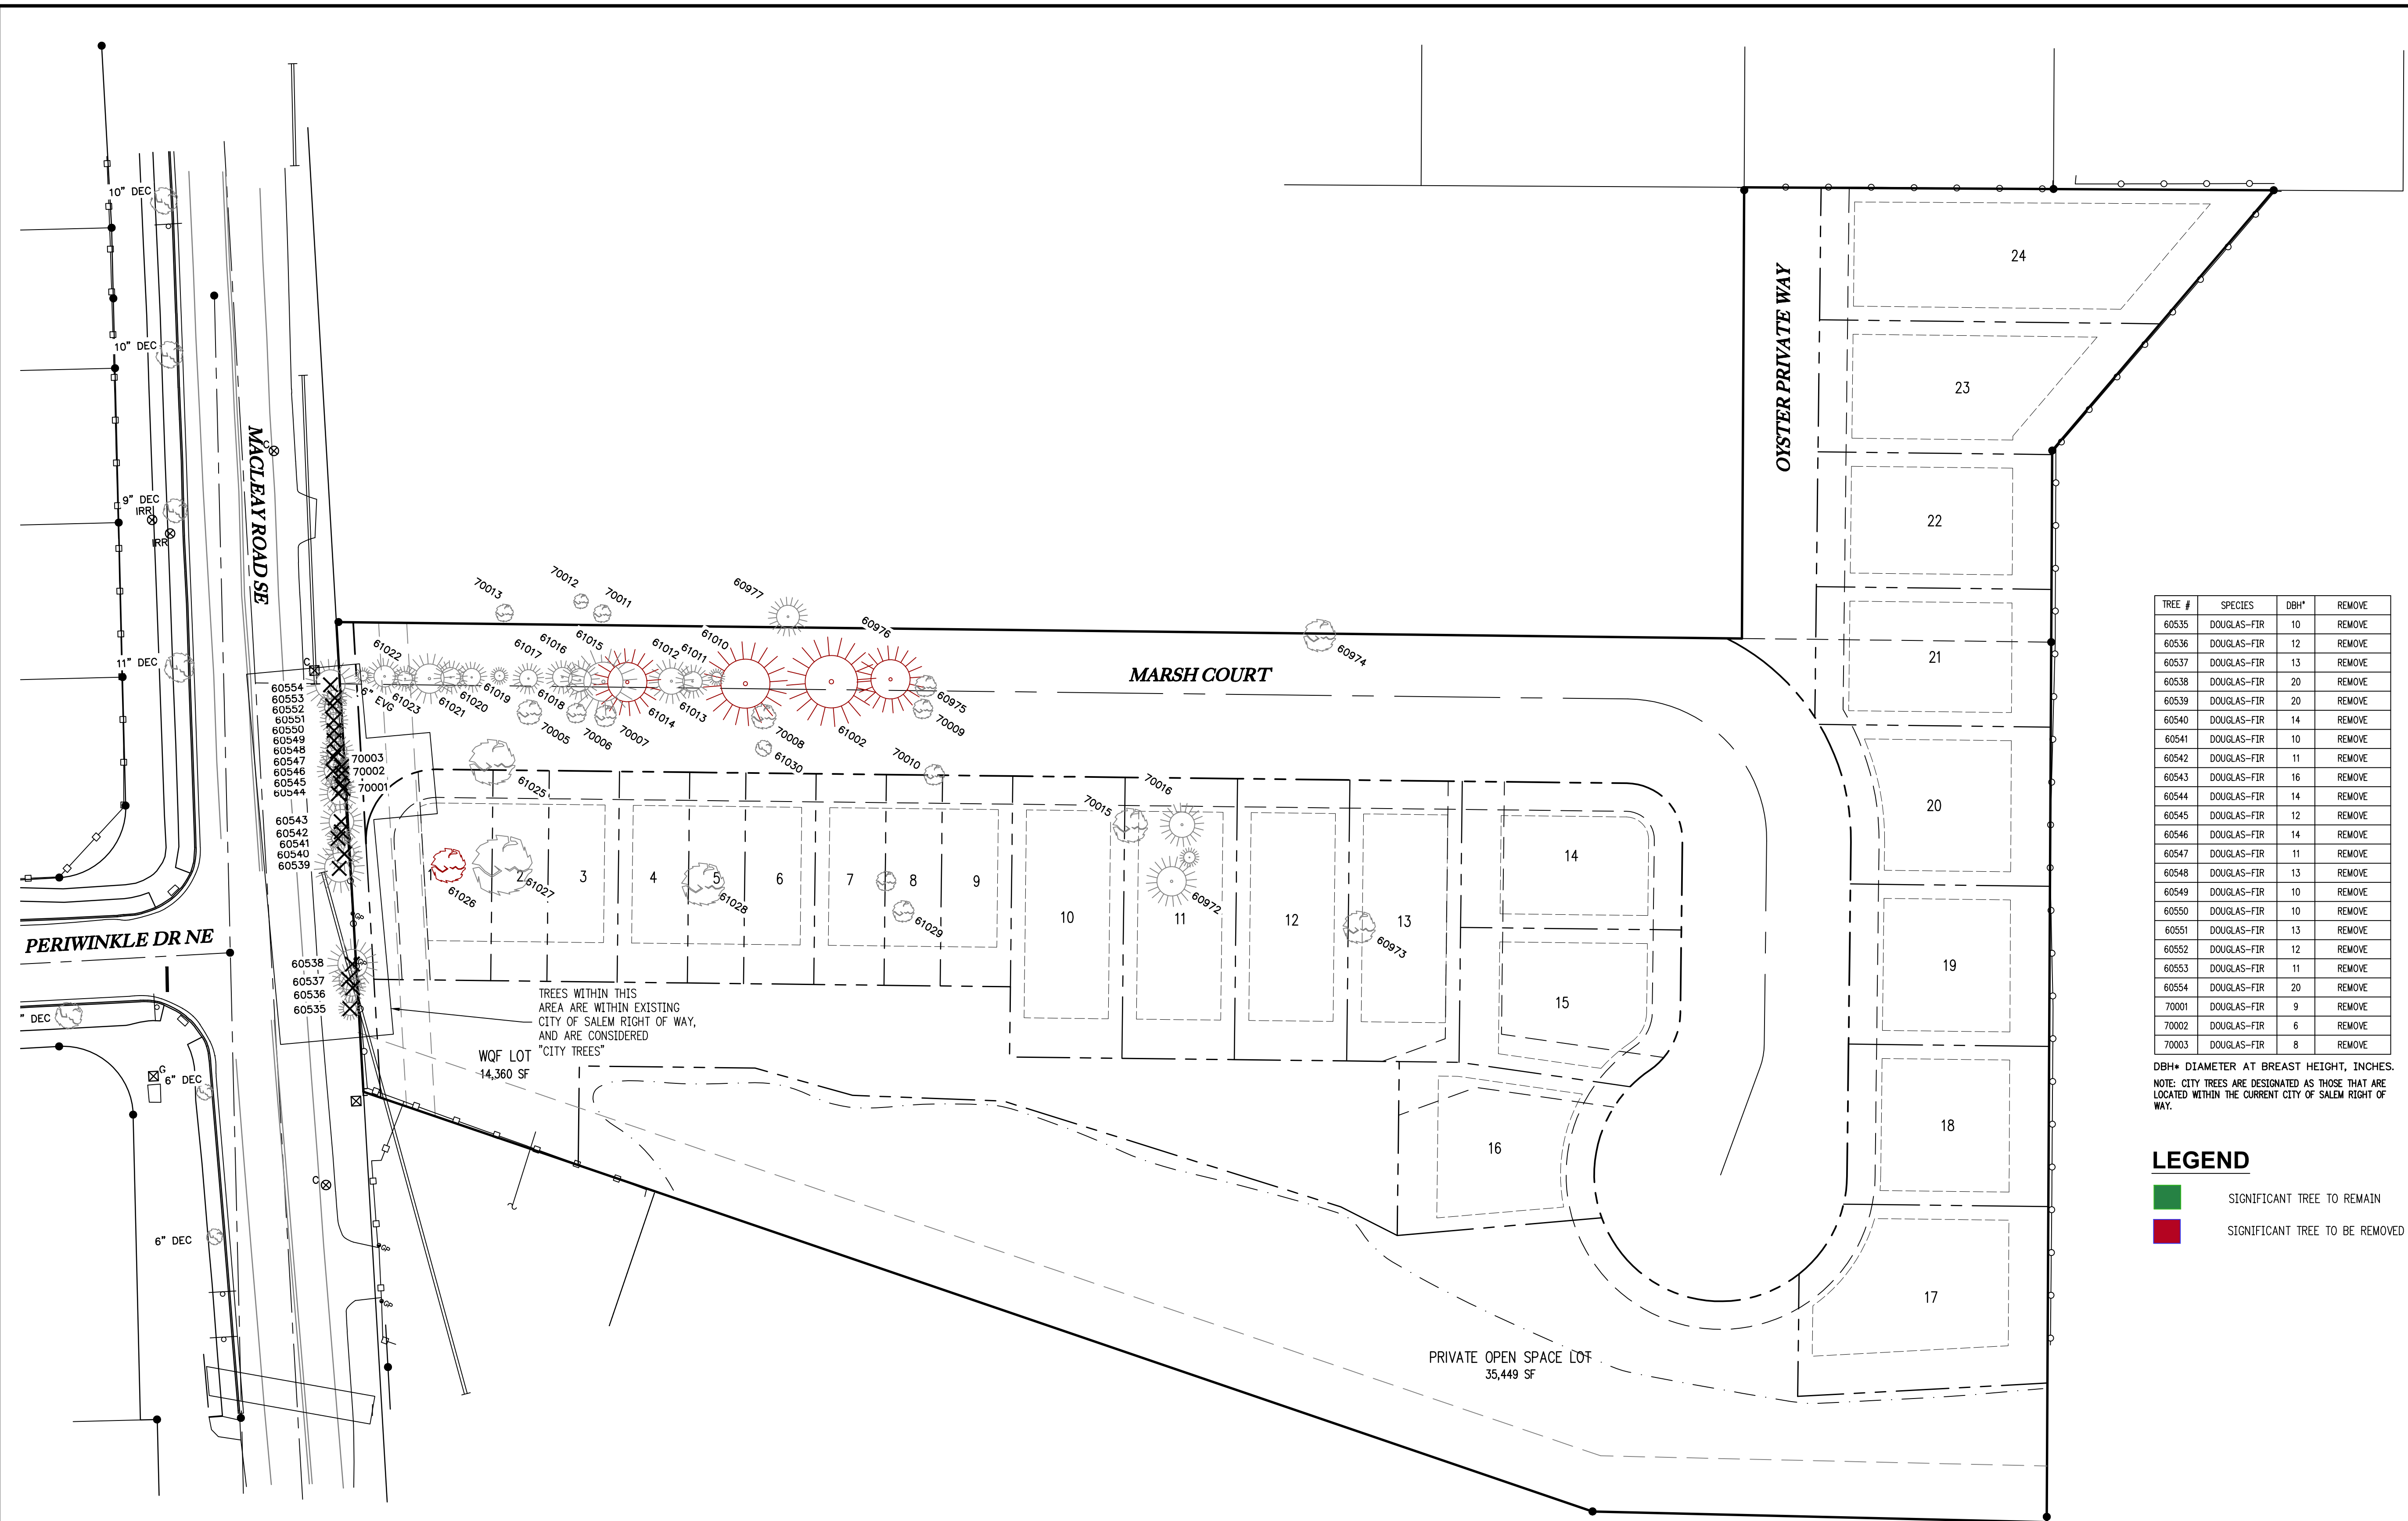 10" DEC
10" DEC
9" DEC
IRR
IRR
11" DEC
C
MACLEAY ROAD SE
C
PERIWINKLE DR NE
" DEC
G
6" DEC
6" DEC
C
GP
GP
GP
60554
60553
60552
60551
60550
60549
60548
60547
60546
60545
60544
60543
60542
60541
60540
60539
60538
60537
60536
60535
70003
70002
70001
70013
70012
70011
60977
60976
61022
61017
61016
61015
61012
61011
61010
6" EVG
61023
61021
61020
61019
61018
61014
61013
61002
60975
70009
70005
70006
70007
70008
61030
70010
60974
MARSH COURT
OYSTER PRIVATE WAY
61025
61026
61027
61028
61029
70015
70016
60972
60973
1
2
3
4
5
6
7
8
9
10
11
12
13
14
15
16
17
18
19
20
21
22
23
24
TREES WITHIN THIS
AREA ARE WITHIN EXISTING
CITY OF SALEM RIGHT OF WAY,
AND ARE CONSIDERED
"CITY TREES"
WQF LOT
14,360 SF
PRIVATE OPEN SPACE LOT
35,449 SF
TREE # SPECIES DBH* REMOVE
60535 DOUGLAS-FIR 10 REMOVE
60536 DOUGLAS-FIR 12 REMOVE
60537 DOUGLAS-FIR 13 REMOVE
60538 DOUGLAS-FIR 20 REMOVE
60539 DOUGLAS-FIR 20 REMOVE
60540 DOUGLAS-FIR 14 REMOVE
60541 DOUGLAS-FIR 10 REMOVE
60542 DOUGLAS-FIR 11 REMOVE
60543 DOUGLAS-FIR 16 REMOVE
60544 DOUGLAS-FIR 14 REMOVE
60545 DOUGLAS-FIR 12 REMOVE
60546 DOUGLAS-FIR 14 REMOVE
60547 DOUGLAS-FIR 11 REMOVE
60548 DOUGLAS-FIR 13 REMOVE
60549 DOUGLAS-FIR 10 REMOVE
60550 DOUGLAS-FIR 10 REMOVE
60551 DOUGLAS-FIR 13 REMOVE
60552 DOUGLAS-FIR 12 REMOVE
60553 DOUGLAS-FIR 11 REMOVE
60554 DOUGLAS-FIR 20 REMOVE
70001 DOUGLAS-FIR 9 REMOVE
70002 DOUGLAS-FIR 6 REMOVE
70003 DOUGLAS-FIR 8 REMOVE
DBH* DIAMETER AT BREAST HEIGHT, INCHES.
NOTE: CITY TREES ARE DESIGNATED AS THOSE THAT ARE
LOCATED WITHIN THE CURRENT CITY OF SALEM RIGHT OF
WAY.
LEGEND
SIGNIFICANT TREE TO REMAIN
SIGNIFICANT TREE TO BE REMOVED